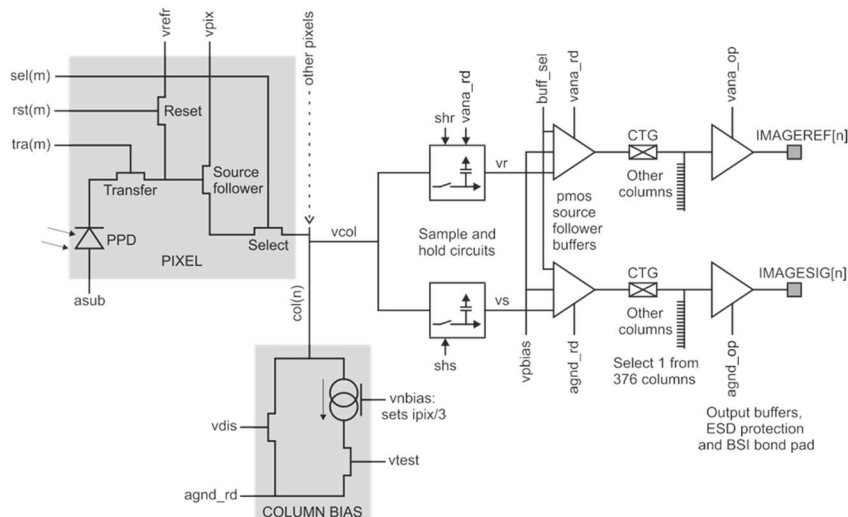 vrefr
vpix
other pixels
sel(m)
rst(m)
tra(m)
Reset
Source
follower
Transfer
Select
PPD
PIXEL
asub
col(n)
vcol
shr
vana_rd
Sample and
hold circuits
shs
vr
vs
buff_sel
vana_rd
pmos
source
follower
buffers
vpbias
agnd_rd
CTG
Other
columns
CTG
Other
columns
Select 1 from
376 columns
vana_op
IMAGEREF[n]
IMAGESIG[n]
agnd_op
Output buffers,
ESD protection
and BSI bond pad
vdis
vnbias:
sets ipix/3
vtest
agnd_rd
COLUMN BIAS